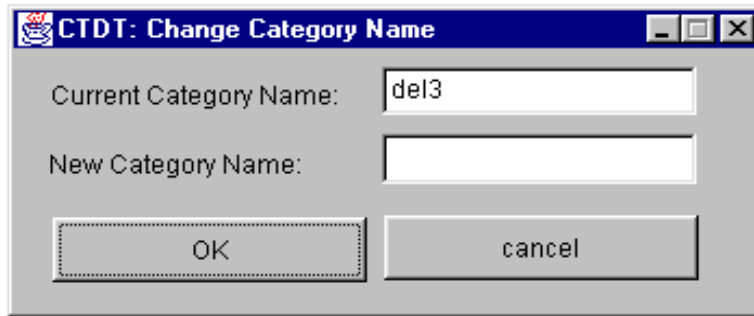 CTDT: Change Category Name
Current Category Name: del3
New Category Name:
OK cancel